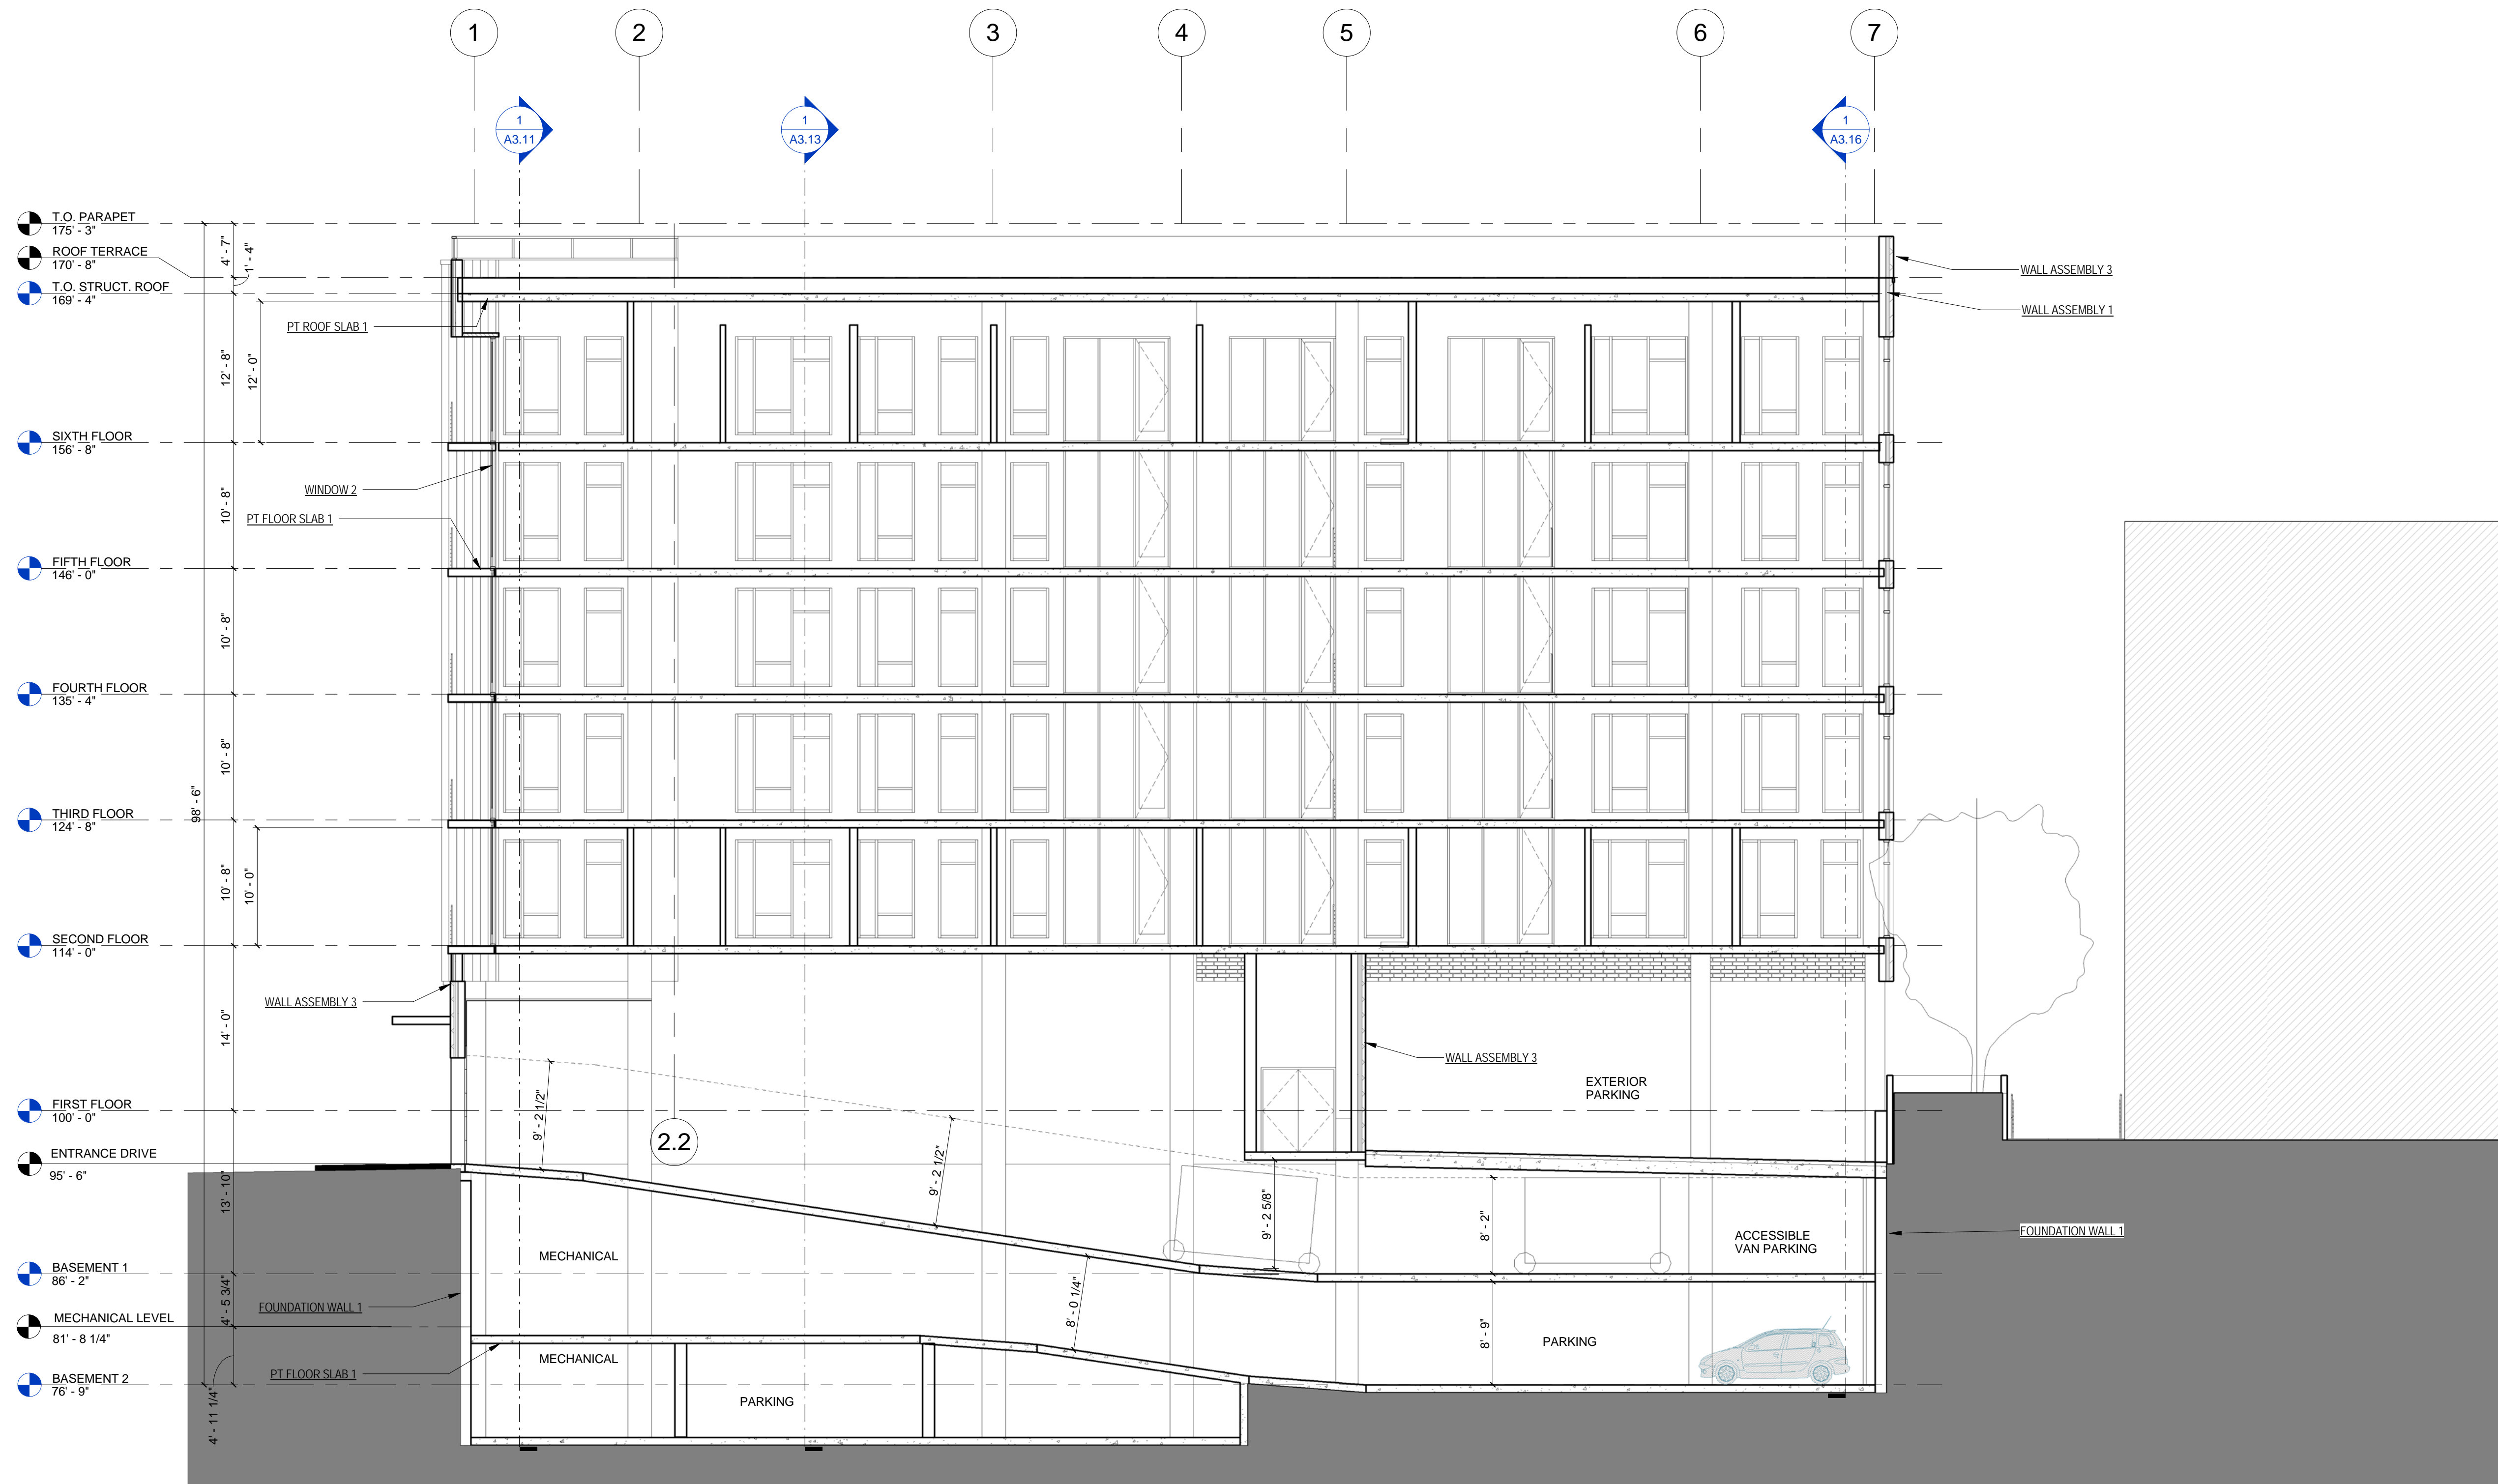 1
2
3
4
5
6
7
1
A3.11
1
A3.13
1
A3.16
T.O. PARAPET
175' - 3"
ROOF TERRACE
170' - 8"
T.O. STRUCT. ROOF
169' - 4"
4' - 7"
1' - 4"
WALL ASSEMBLY 3
WALL ASSEMBLY 1
PT ROOF SLAB 1
12' - 8"
12' - 0"
SIXTH FLOOR
156' - 8"
WINDOW 2
10' - 8"
PT FLOOR SLAB 1
FIFTH FLOOR
146' - 0"
10' - 8"
FOURTH FLOOR
135' - 4"
10' - 8"
98' - 6"
THIRD FLOOR
124' - 8"
10' - 8"
10' - 0"
SECOND FLOOR
114' - 0"
WALL ASSEMBLY 3
14' - 0"
WALL ASSEMBLY 3
EXTERIOR
PARKING
FIRST FLOOR
100' - 0"
9' - 2 1/2"
2.2
ENTRANCE DRIVE
95' - 6"
13' - 10"
9' - 2 1/2"
9' - 2 5/8"
8' - 2"
ACCESSIBLE
VAN PARKING
FOUNDATION WALL 1
MECHANICAL
BASEMENT 1
86' - 2"
4' - 5 3/4"
FOUNDATION WALL 1
8' - 0 1/4"
MECHANICAL LEVEL
81' - 8 1/4"
8' - 9"
PARKING
MECHANICAL
PT FLOOR SLAB 1
BASEMENT 2
76' - 9"
PARKING
4' - 11 1/4"